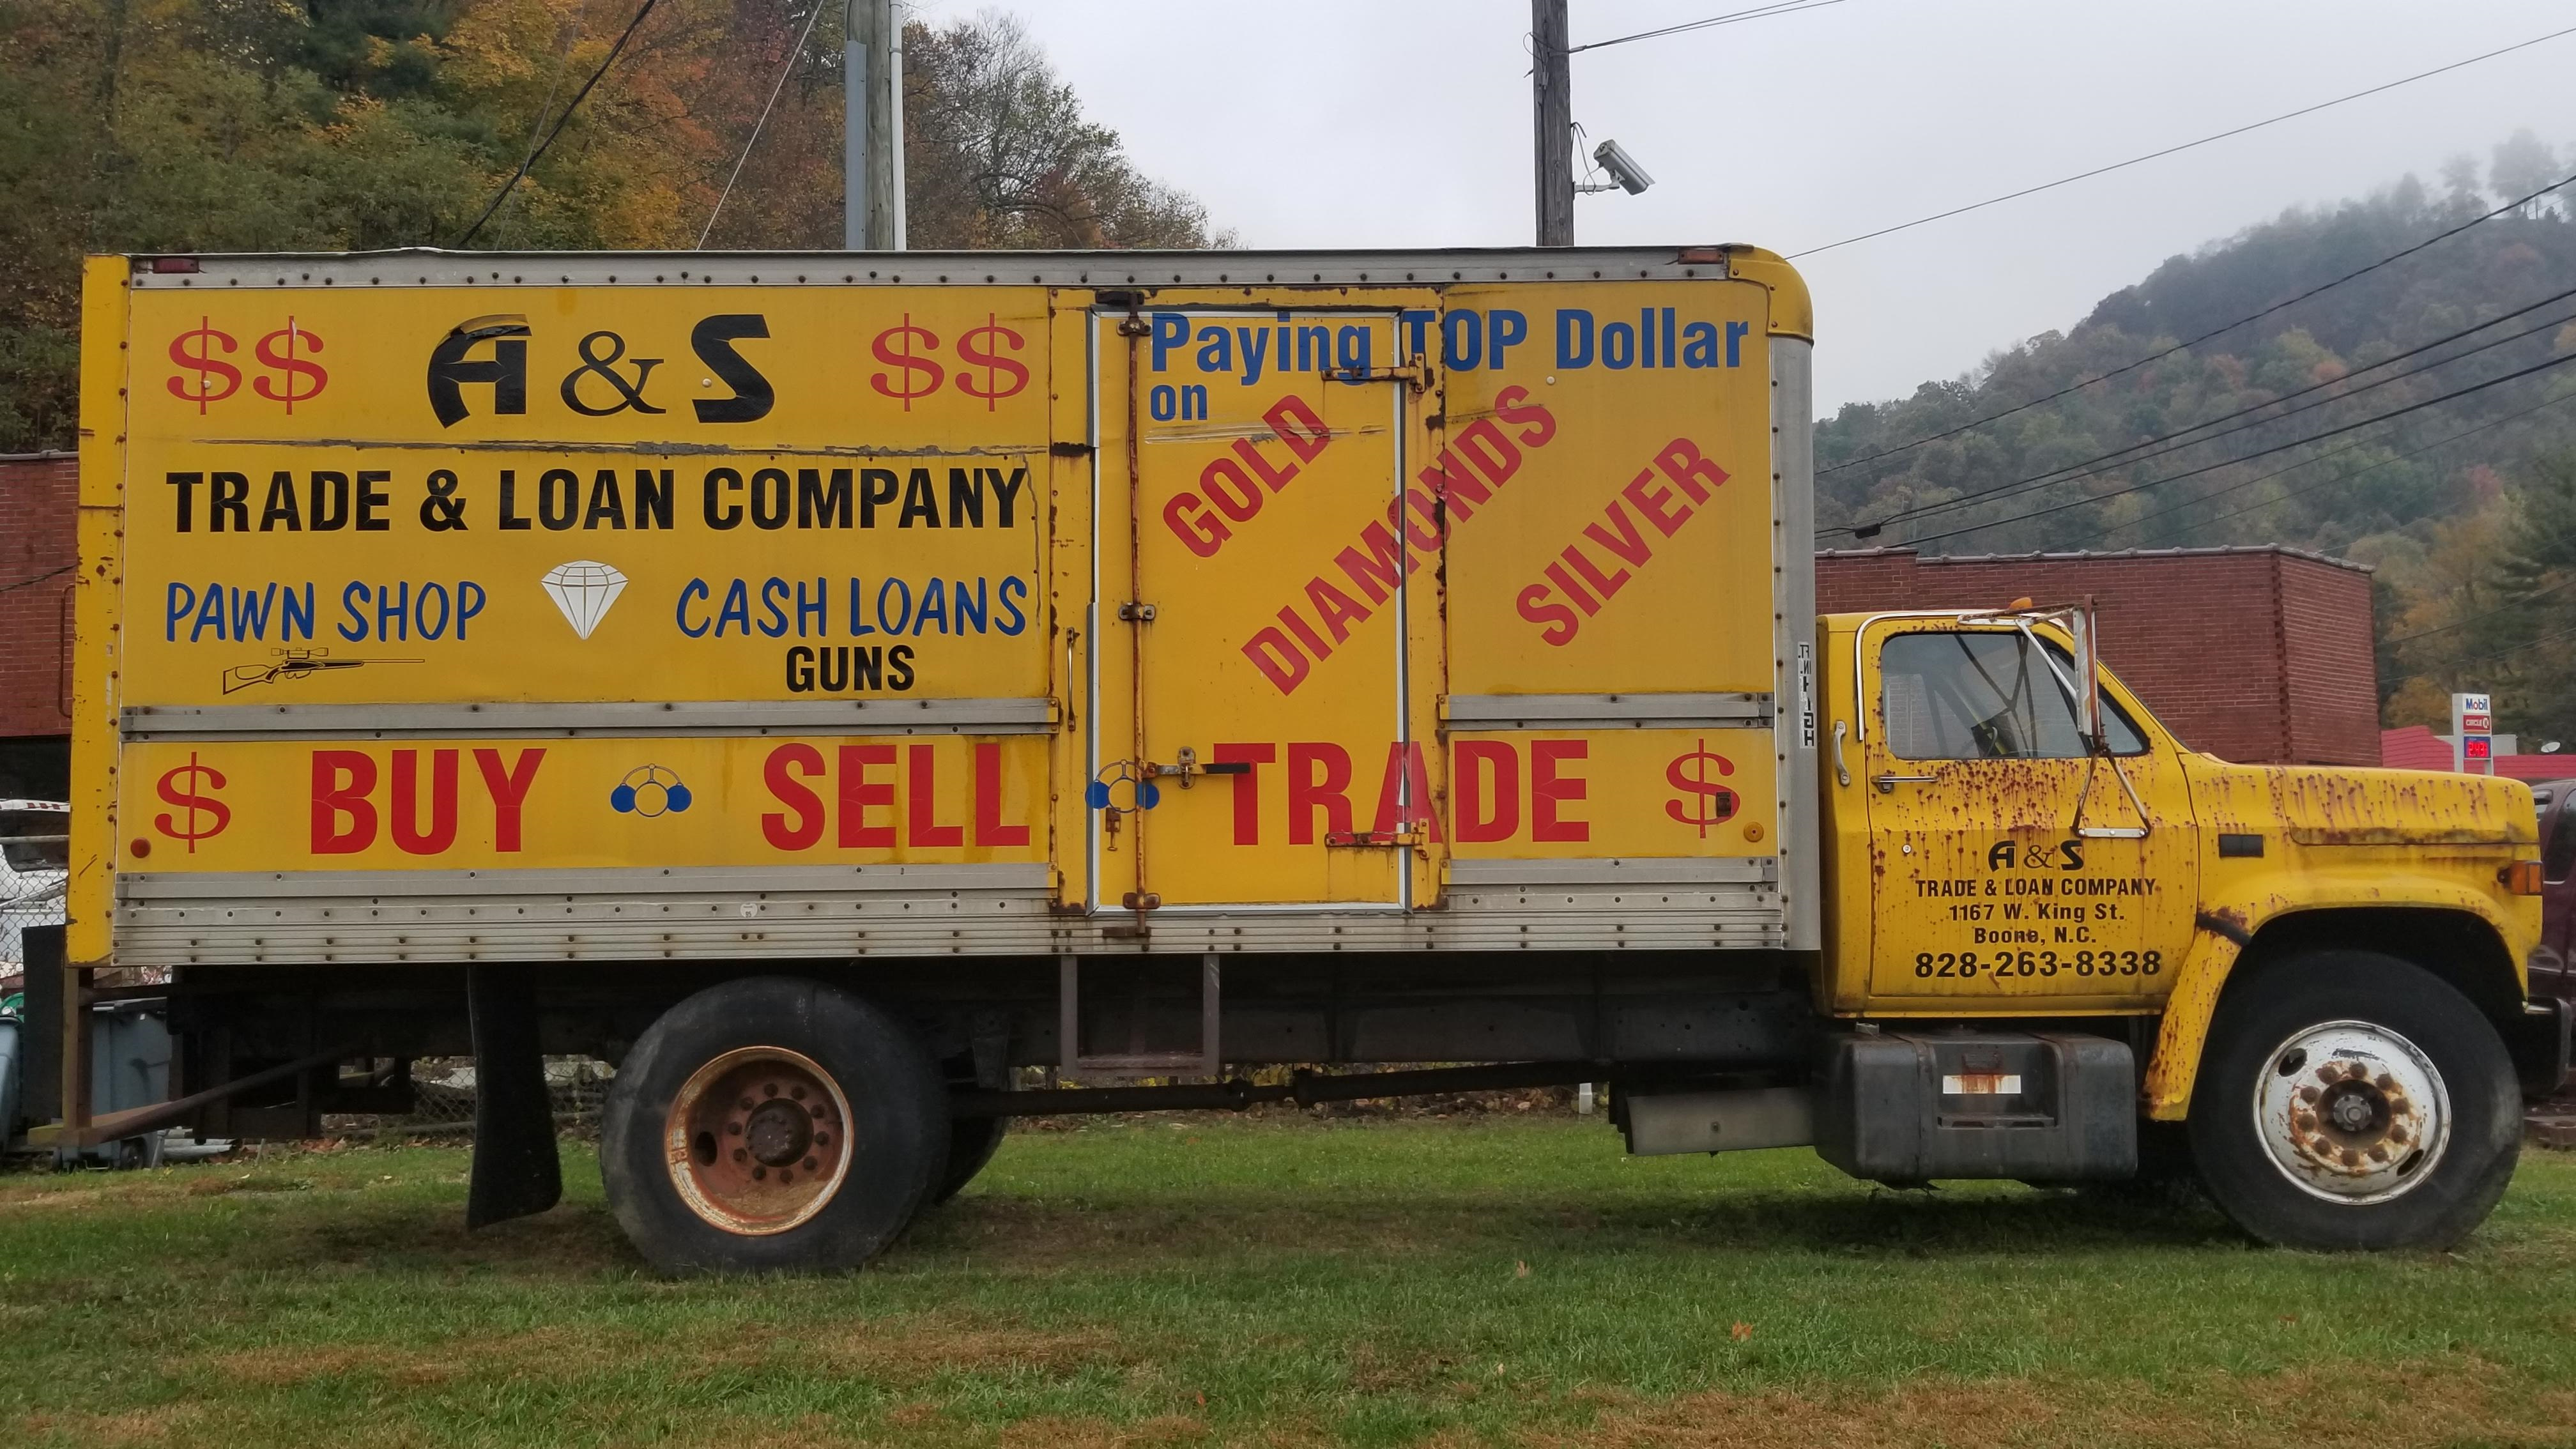 $$ A & S $$
TRADE & LOAN COMPANY
PAWN SHOP CASH LOANS
GUNS
Paying TOP Dollar
on
GOLD
DIAMONDS
SILVER
$ BUY SELL TRADE $
A & S
TRADE & LOAN COMPANY
1167 W. King St.
Boone, N.C.
828-263-8338
Mobil